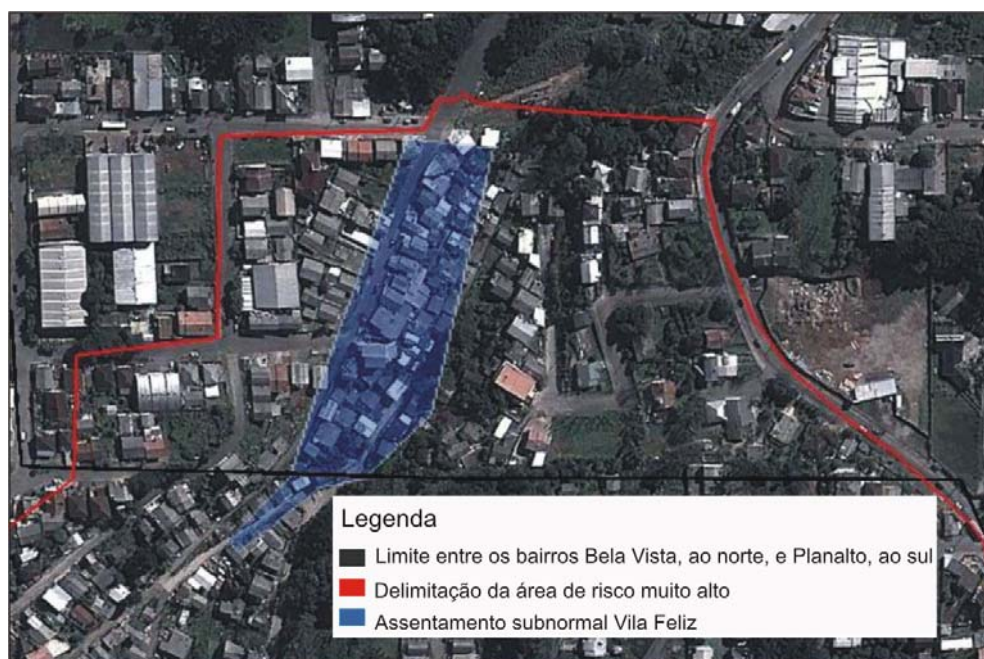 Legenda
Limite entre os bairros Bela Vista, ao norte, e Planalto, ao sul
Delimitação da área de risco muito alto
Assentamento subnormal Vila Feliz